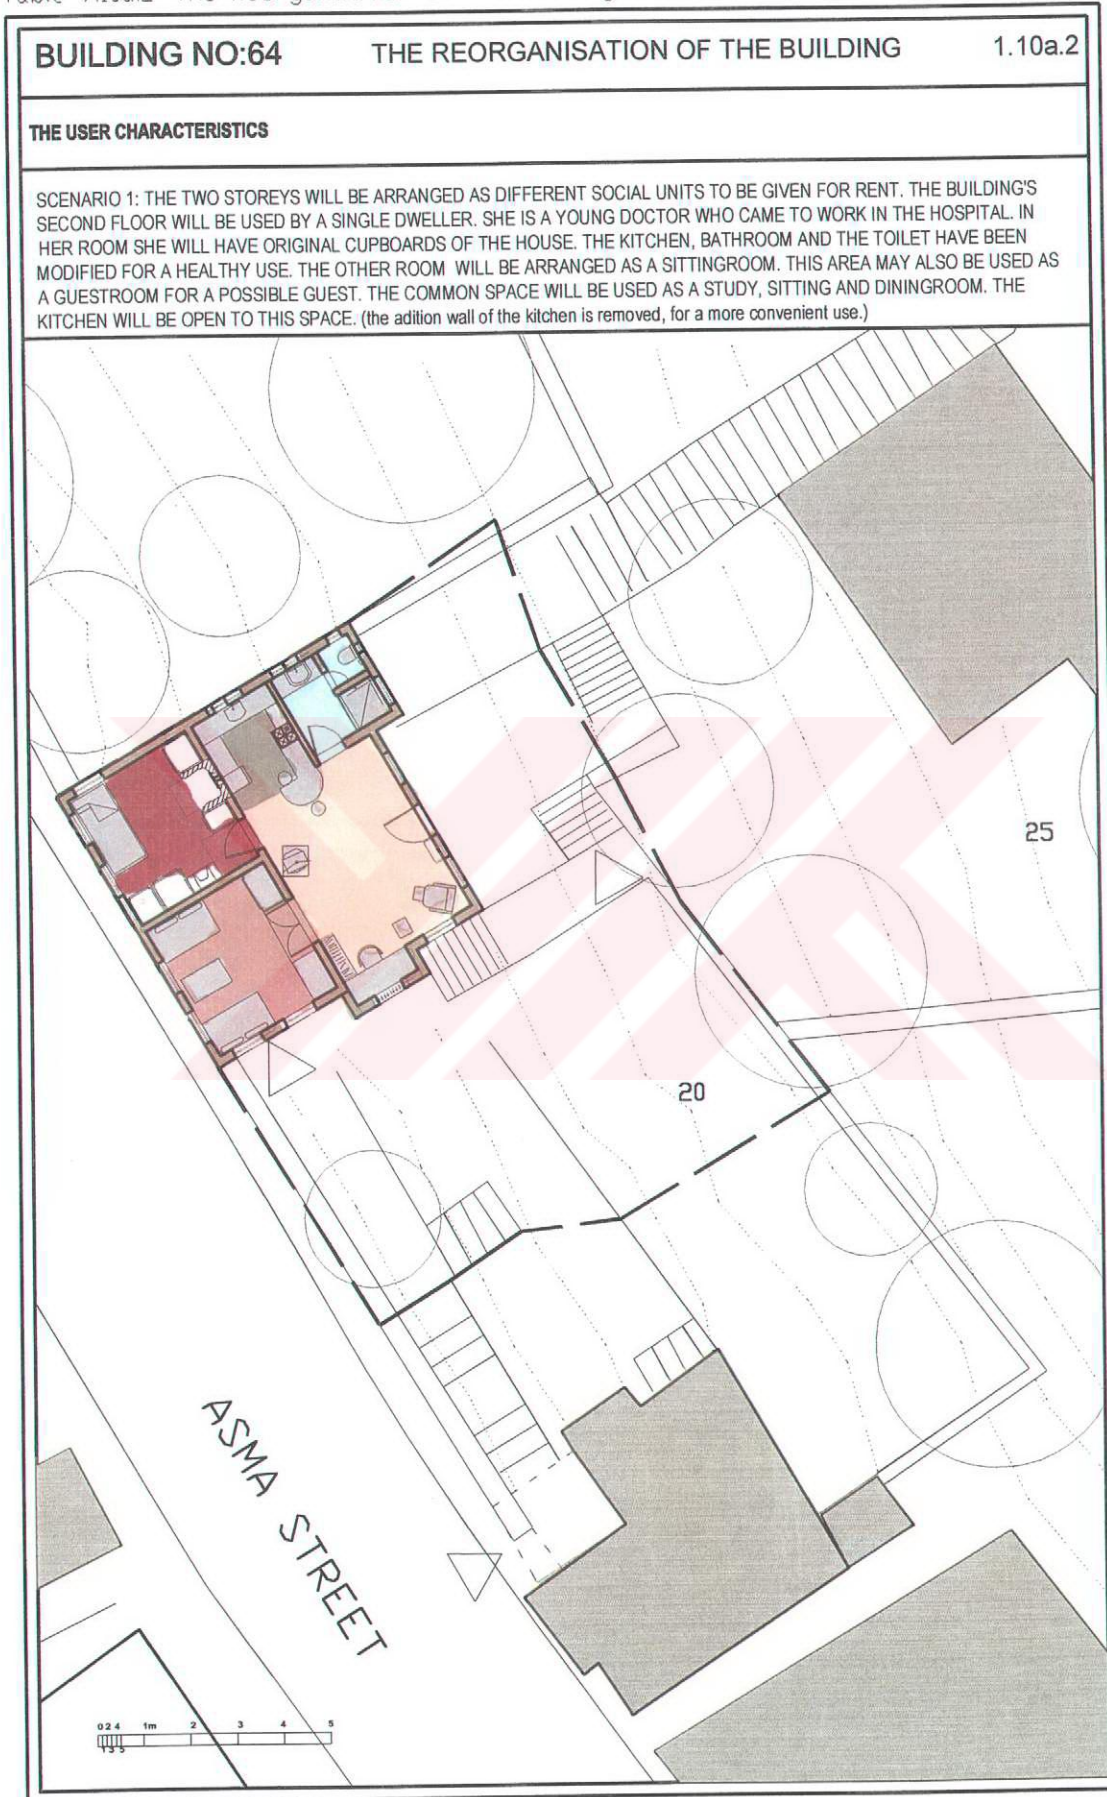 BUILDING NO:64 THE REORGANISATION OF THE BUILDING 1.10a.2
THE USER CHARACTERISTICS
SCENARIO 1: THE TWO STOREYS WILL BE ARRANGED AS DIFFERENT SOCIAL UNITS TO BE GIVEN FOR RENT. THE BUILDING'S
SECOND FLOOR WILL BE USED BY A SINGLE DWELLER. SHE IS A YOUNG DOCTOR WHO CAME TO WORK IN THE HOSPITAL. IN
HER ROOM SHE WILL HAVE ORIGINAL CUPBOARDS OF THE HOUSE. THE KITCHEN, BATHROOM AND THE TOILET HAVE BEEN
MODIFIED FOR A HEALTHY USE. THE OTHER ROOM WILL BE ARRANGED AS A SITTINGROOM. THIS AREA MAY ALSO BE USED AS
A GUESTROOM FOR A POSSIBLE GUEST. THE COMMON SPACE WILL BE USED AS A STUDY, SITTING AND DININGROOM. THE
KITCHEN WILL BE OPEN TO THIS SPACE. (the adition wall of the kitchen is removed, for a more convenient use.)
25
20
ASMA STREET
0 2 4 1m 2 3 4 5
1 3 5